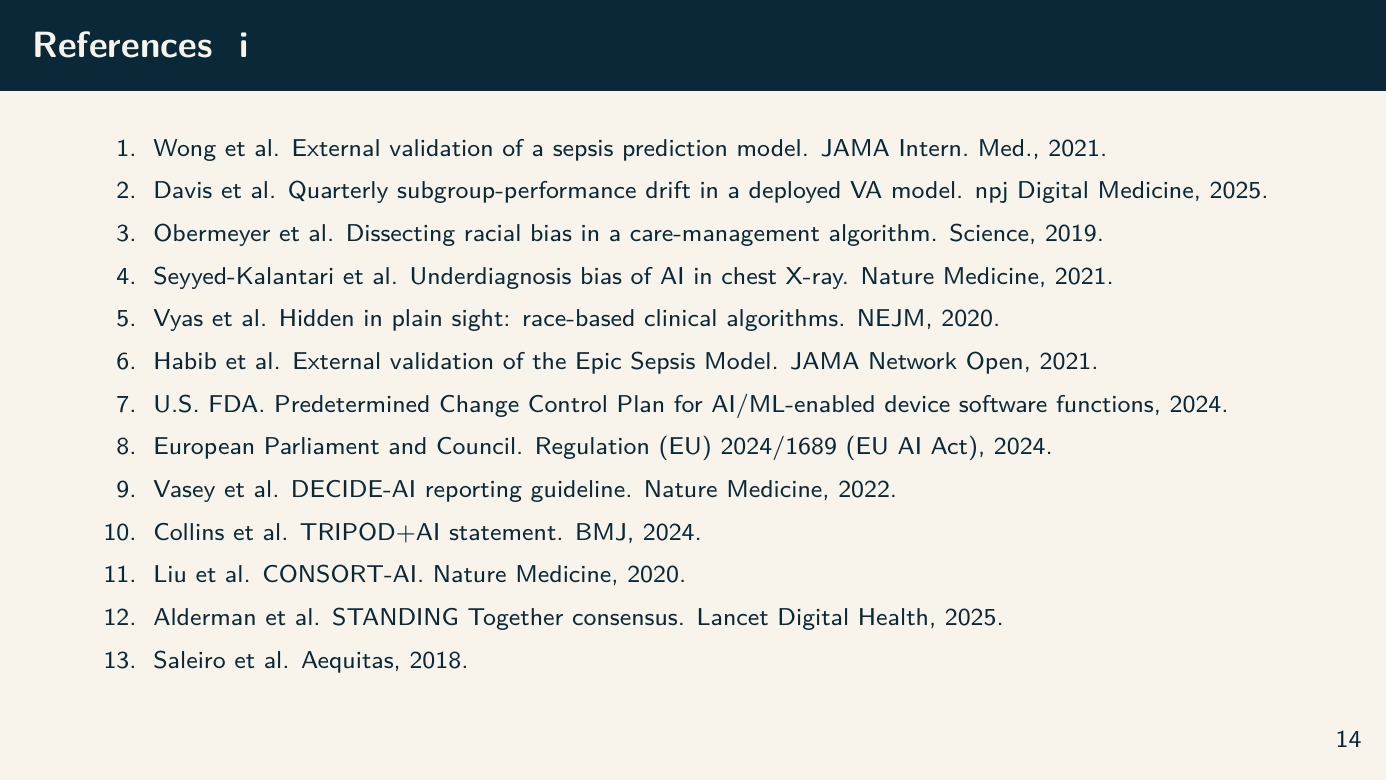 References i
1. Wong et al. External validation of a sepsis prediction model. JAMA Intern. Med., 2021.
2. Davis et al. Quarterly subgroup-performance drift in a deployed VA model. npj Digital Medicine, 2025.
3. Obermeyer et al. Dissecting racial bias in a care-management algorithm. Science, 2019.
4. Seyyed-Kalantari et al. Underdiagnosis bias of AI in chest X-ray. Nature Medicine, 2021.
5. Vyas et al. Hidden in plain sight: race-based clinical algorithms. NEJM, 2020.
6. Habib et al. External validation of the Epic Sepsis Model. JAMA Network Open, 2021.
7. U.S. FDA. Predetermined Change Control Plan for AI/ML-enabled device software functions, 2024.
8. European Parliament and Council. Regulation (EU) 2024/1689 (EU AI Act), 2024.
9. Vasey et al. DECIDE-AI reporting guideline. Nature Medicine, 2022.
10. Collins et al. TRIPOD+AI statement. BMJ, 2024.
11. Liu et al. CONSORT-AI. Nature Medicine, 2020.
12. Alderman et al. STANDING Together consensus. Lancet Digital Health, 2025.
13. Saleiro et al. Aequitas, 2018.
14